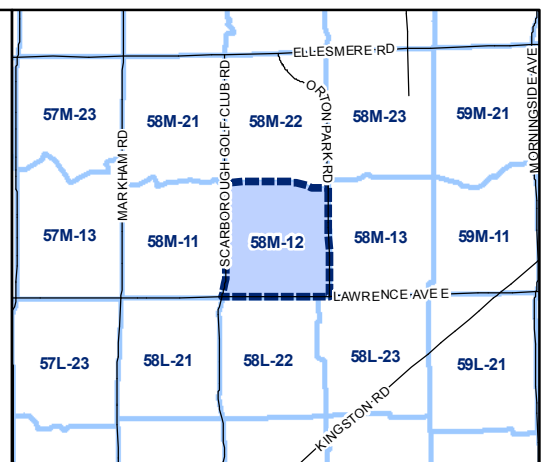 ELLESMERE RD
MARKHAM RD
SCARBOROUGH GOLF CLUB RD
ORTON PARK RD
MORNINGSIDE AVE
57M-23
58M-21
58M-22
58M-23
59M-21
57M-13
58M-11
58M-12
58M-13
59M-11
LAWRENCE AVE E
57L-23
58L-21
58L-22
58L-23
59L-21
KINGSTON RD